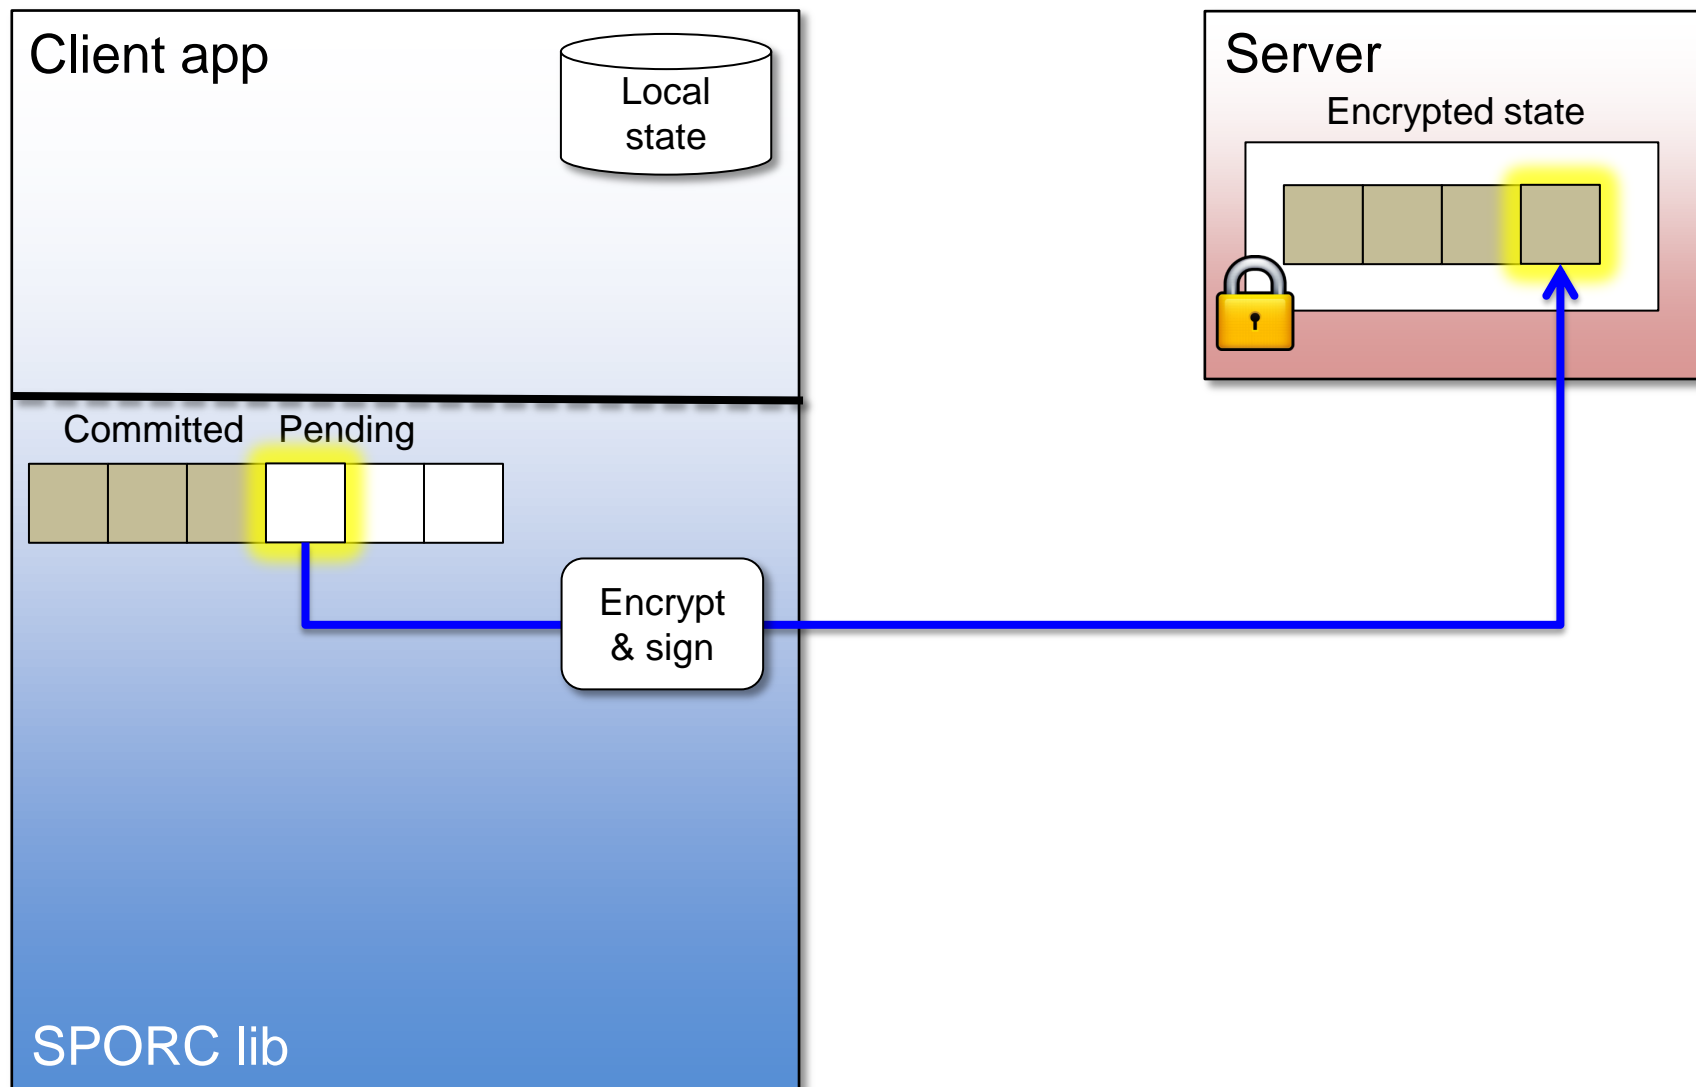 Client app
Local
state
Server
Encrypted state
Committed
Pending
Encrypt
& sign
SPORC lib